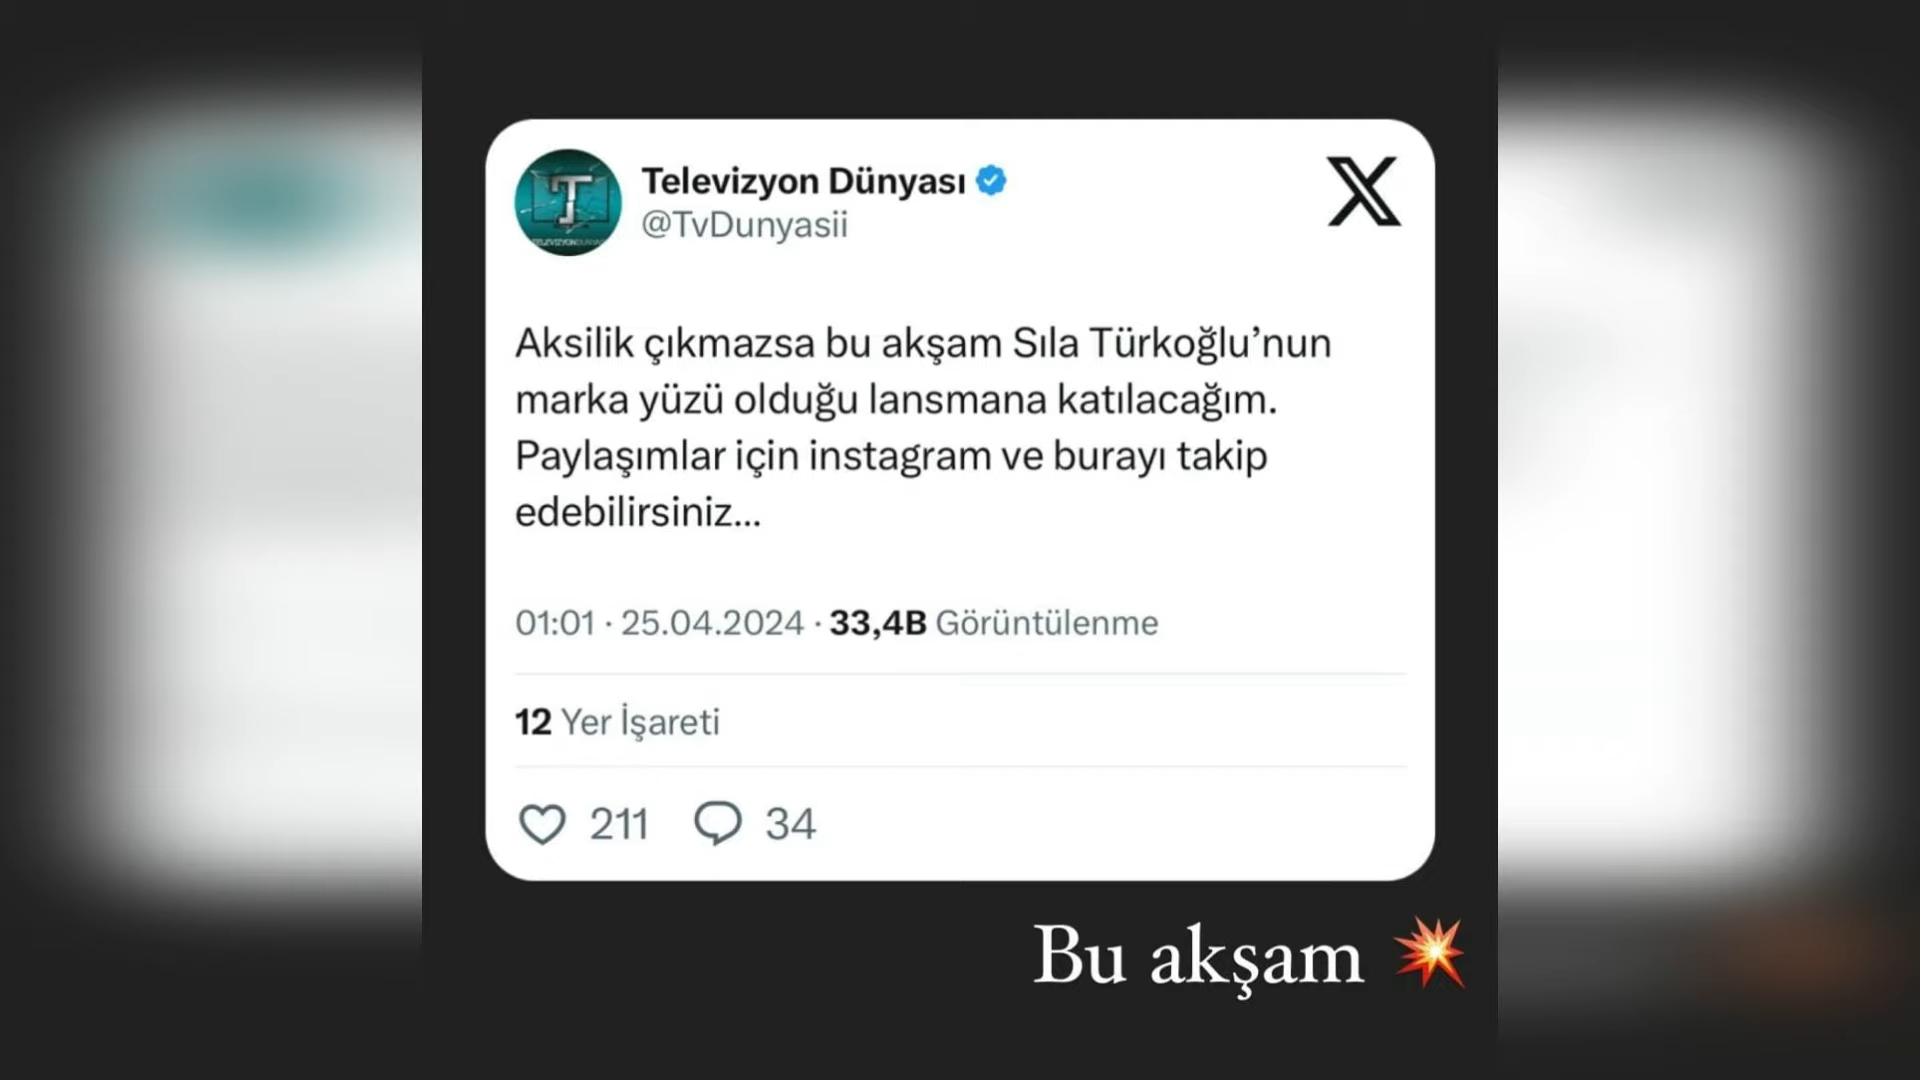 Televizyon Dünyası
@TvDunyasii
Aksilik çıkmazsa bu akşam Sıla Türkoğlu’nun
marka yüzü olduğu lansmana katılacağım.
Paylaşımlar için instagram ve burayı takip
edebilirsiniz...
01:01 · 25.04.2024 · 33,4B Görüntülenme
12 Yer İşareti
211 34
Bu akşam